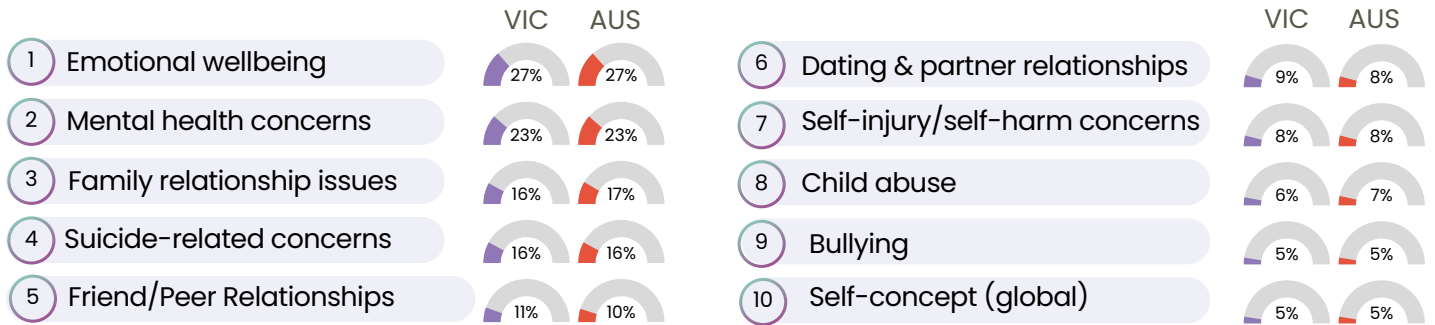 VIC AUS
1 Emotional wellbeing 27% 27%
2 Mental health concerns 23% 23%
3 Family relationship issues 16% 17%
4 Suicide-related concerns 16% 16%
5 Friend/Peer Relationships 11% 10%
VIC AUS
6 Dating & partner relationships 9% 8%
7 Self-injury/self-harm concerns 8% 8%
8 Child abuse 6% 7%
9 Bullying 5% 5%
10 Self-concept (global) 5% 5%